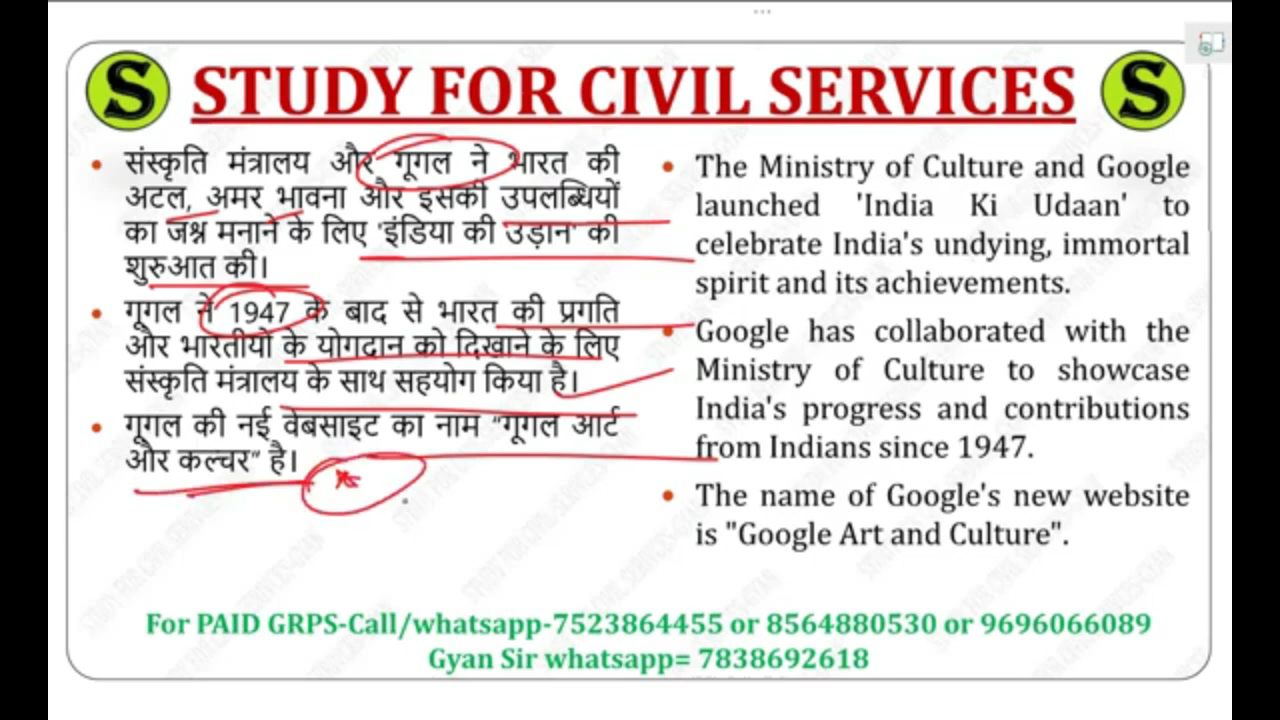 S STUDY FOR CIVIL SERVICES S
संस्कृति मंत्रालय और गूगल ने भारत की
अटल, अमर भावना और इसकी उपलब्धियों
का जश्न मनाने के लिए 'इंडिया की उड़ान' की
शुरुआत की।
गूगल ने 1947 के बाद से भारत की प्रगति
और भारतीयों के योगदान को दिखाने के लिए
संस्कृति मंत्रालय के साथ सहयोग किया है।
गूगल की नई वेबसाइट का नाम “गूगल आर्ट
और कल्चर” है।
The Ministry of Culture and Google
launched 'India Ki Udaan' to
celebrate India's undying, immortal
spirit and its achievements.
Google has collaborated with the
Ministry of Culture to showcase
India's progress and contributions
from Indians since 1947.
The name of Google's new website
is "Google Art and Culture".
For PAID GRPS-Call/whatsapp-7523864455 or 8564880530 or 9696066089
Gyan Sir whatsapp= 7838692618